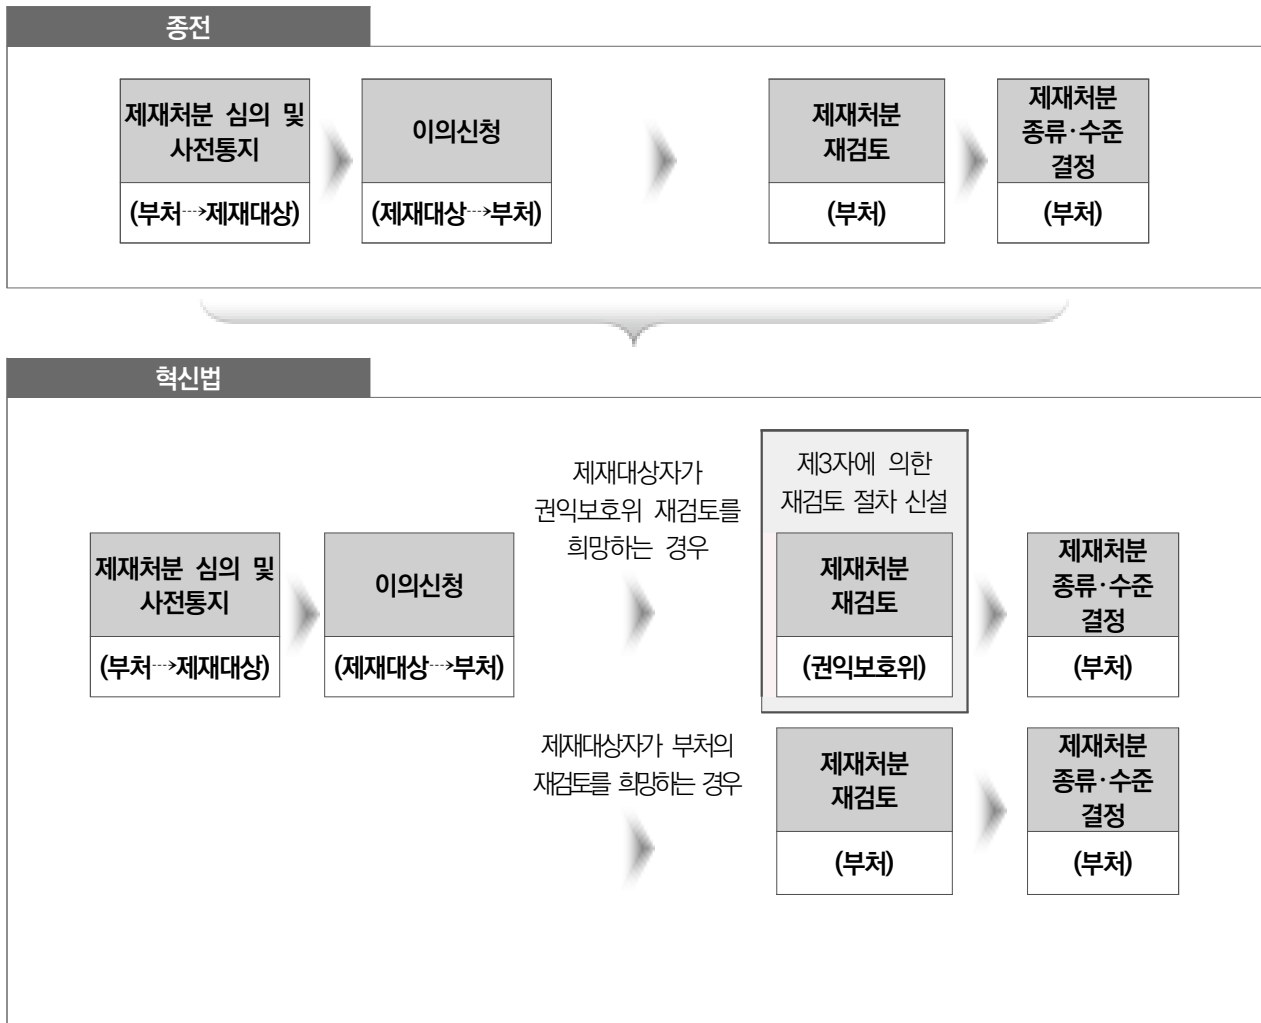 종전
제재처분 심의 및
사전통지
(부처→제재대상)
이의신청
(제재대상→부처)
제재처분
재검토
(부처)
제재처분
종류·수준
결정
(부처)
혁신법
제재처분 심의 및
사전통지
(부처→제재대상)
이의신청
(제재대상→부처)
제재대상자가
권익보호위 재검토를
희망하는 경우
제3자에 의한
재검토 절차 신설
제재처분
재검토
(권익보호위)
제재처분
종류·수준
결정
(부처)
제재대상자가 부처의
재검토를 희망하는 경우
제재처분
재검토
(부처)
제재처분
종류·수준
결정
(부처)